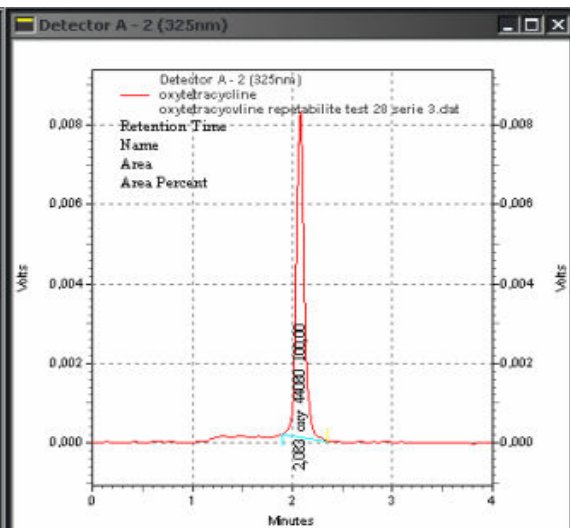 Detector A - 2 (325nm)
Detector A - 2 (325nm)
oxytetracycline
oxytetracyovline repetabilite test 28 serie 3.dat
Retention Time
Name
Area
Area Percent
0,008
0,006
0,004
0,002
0,000
Volts
0,008
0,006
0,004
0,002
0,000
Volts
2,083 oxy 44080 100,00
0 1 2 3 4
Minutes